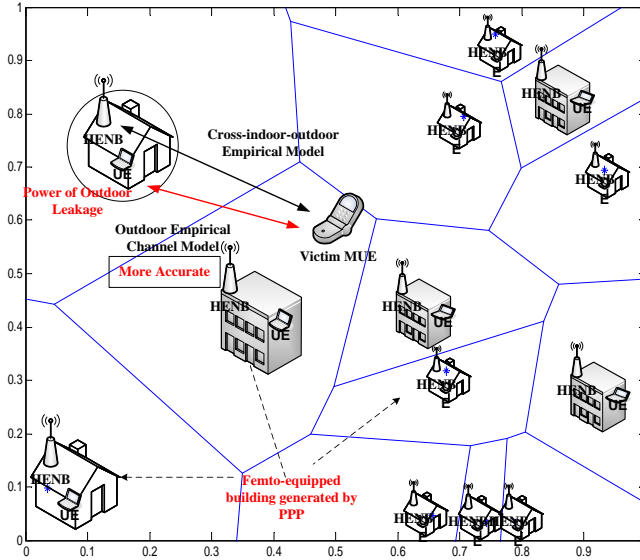 1
0.9
0.8
0.7
0.6
0.5
0.4
0.3
0.2
0.1
0
0
0.1
0.2
0.3
0.4
0.5
0.6
0.7
0.8
0.9
HENB
UE
Cross-indoor-outdoor
Empirical Model
Power of Outdoor
Leakage
Outdoor Empirical
Channel Model
More Accurate
Victim MUE
HENB
UE
HENB
E
HENB
E
HENB
UE
HENB
E
HENB
UE
HENB
E
HENB
UE
HENB
UE
Femto-equipped
building generated by
PPP
HENB
E
HENB
E
HENB
E